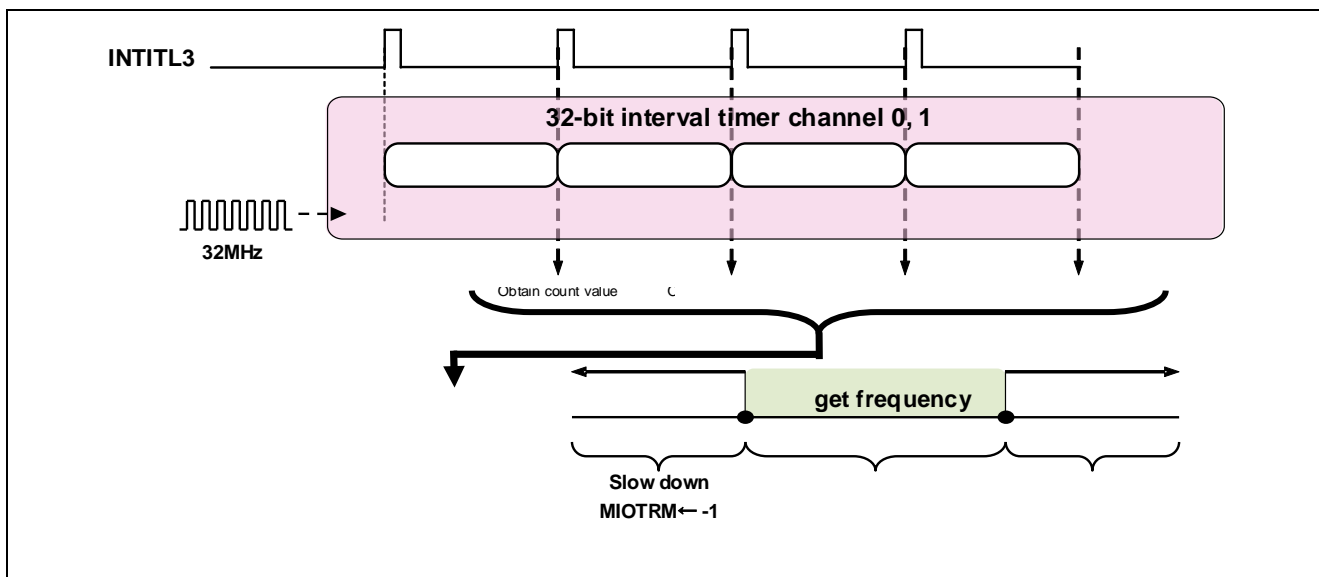 INTITL3
32-bit interval timer channel 0, 1
32MHz
Obtain count value
get frequency
Slow down
MIOTRM← -1